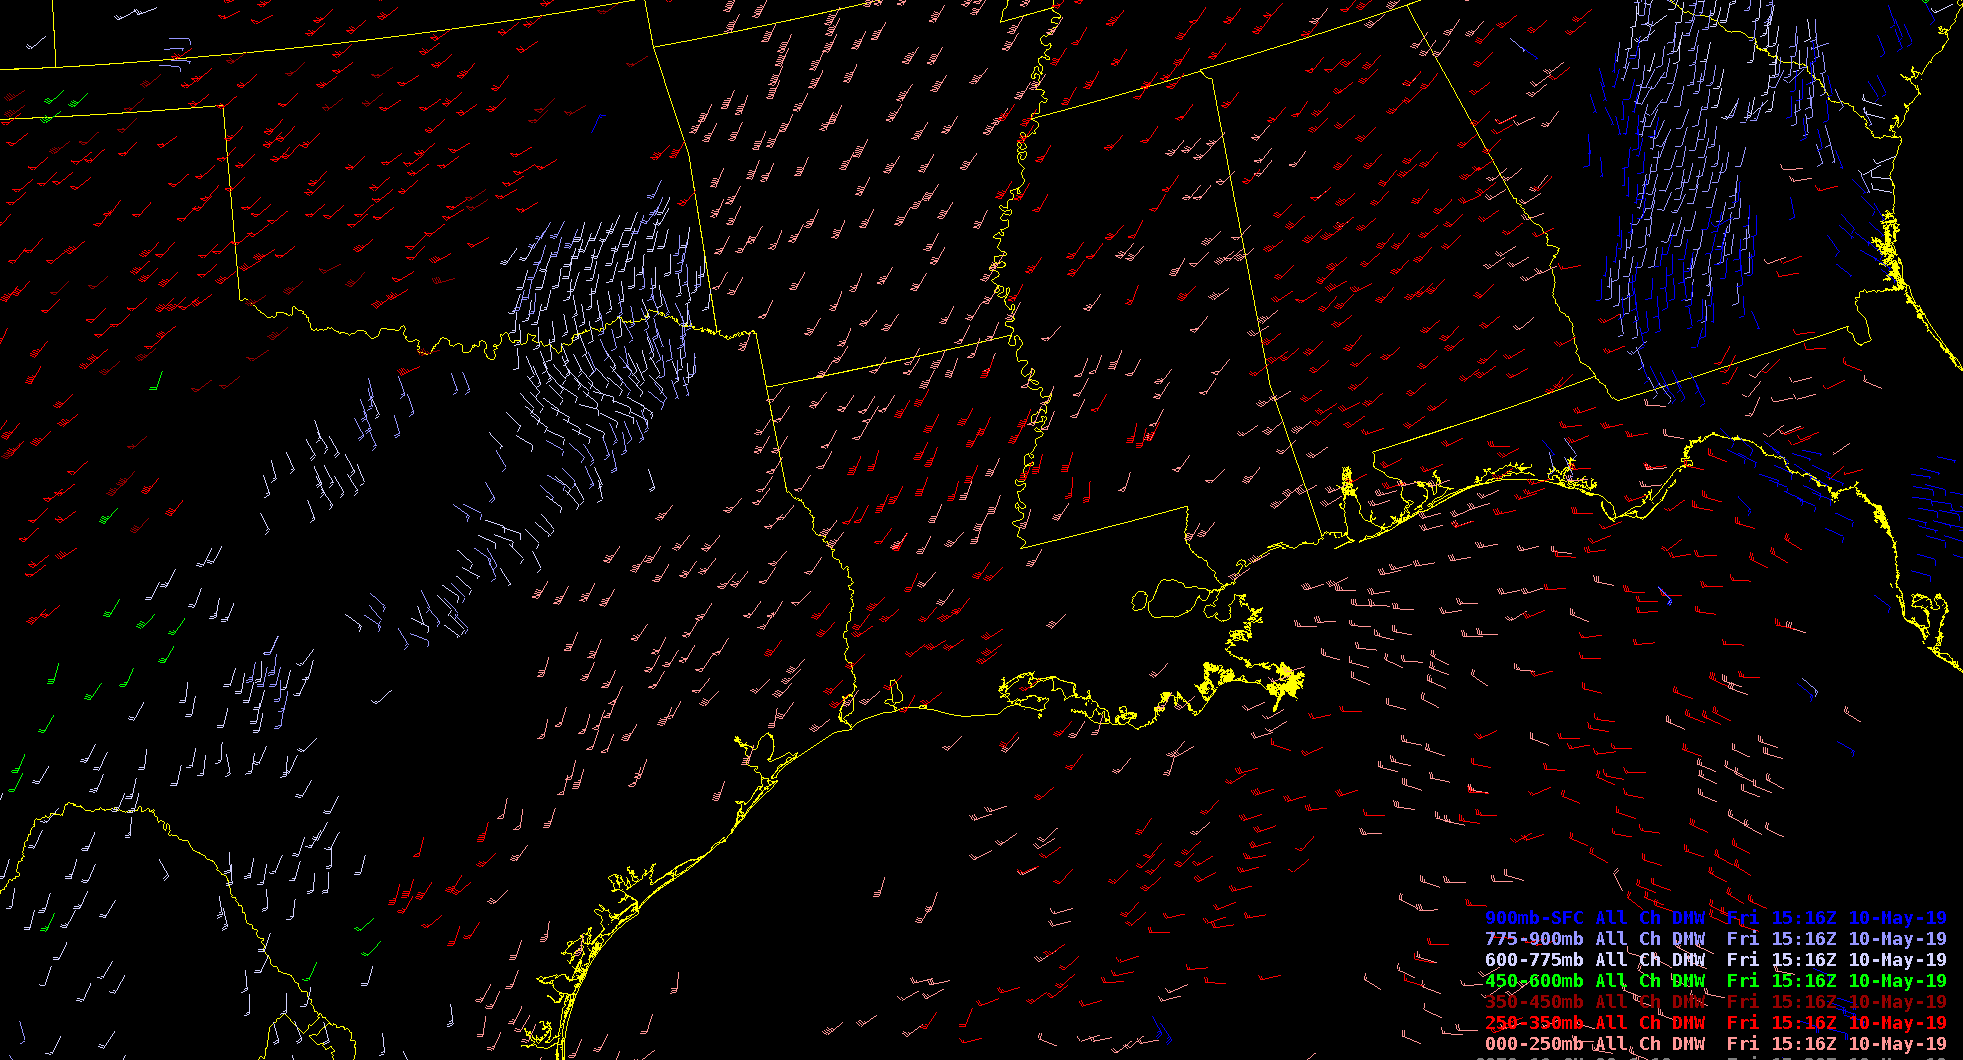 900mb-SFC All Ch DMW  Fri 15:16Z 10-May-19
775-900mb All Ch DMW  Fri 15:16Z 10-May-19
600-775mb All Ch DMW  Fri 15:16Z 10-May-19
450-600mb All Ch DMW  Fri 15:16Z 10-May-19
350-450mb All Ch DMW  Fri 15:16Z 10-May-19
250-350mb All Ch DMW  Fri 15:16Z 10-May-19
000-250mb All Ch DMW  Fri 15:16Z 10-May-19